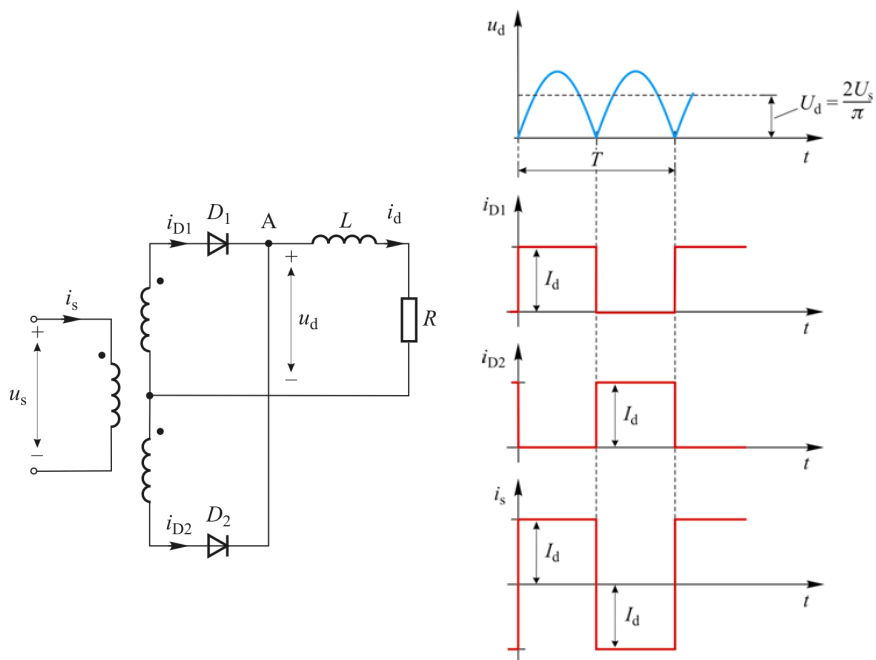 i_D1 D_1 A L i_d
i_s
+
u_s
−
+
u_d
−
R
i_D2 D_2
u_d
U_d = 2U_s/π
T
t
i_D1
I_d
t
i_D2
I_d
t
i_s
I_d
I_d
t